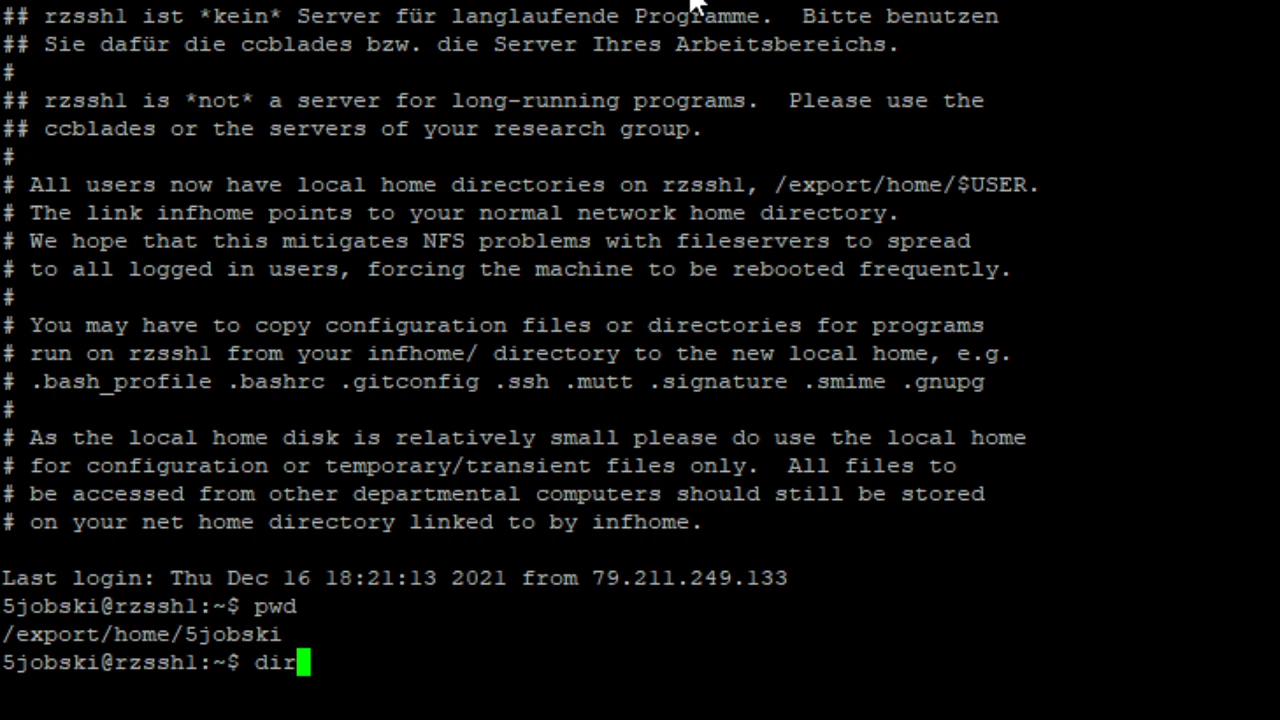 ## rzssh1 ist *kein* Server für langlaufende Programme.  Bitte benutzen
## Sie dafür die ccblades bzw. die Server Ihres Arbeitsbereichs.
#
## rzssh1 is *not* a server for long-running programs.  Please use the
## ccblades or the servers of your research group.
#
# All users now have local home directories on rzssh1, /export/home/$USER.
# The link infhome points to your normal network home directory.
# We hope that this mitigates NFS problems with fileservers to spread
# to all logged in users, forcing the machine to be rebooted frequently.
#
# You may have to copy configuration files or directories for programs
# run on rzssh1 from your infhome/ directory to the new local home, e.g.
# .bash_profile .bashrc .gitconfig .ssh .mutt .signature .smime .gnupg
#
# As the local home disk is relatively small please do use the local home
# for configuration or temporary/transient files only.  All files to
# be accessed from other departmental computers should still be stored
# on your net home directory linked to by infhome.
Last login: Thu Dec 16 18:21:13 2021 from 79.211.249.133
5jobski@rzssh1:~$ pwd
/export/home/5jobski
5jobski@rzssh1:~$ dir